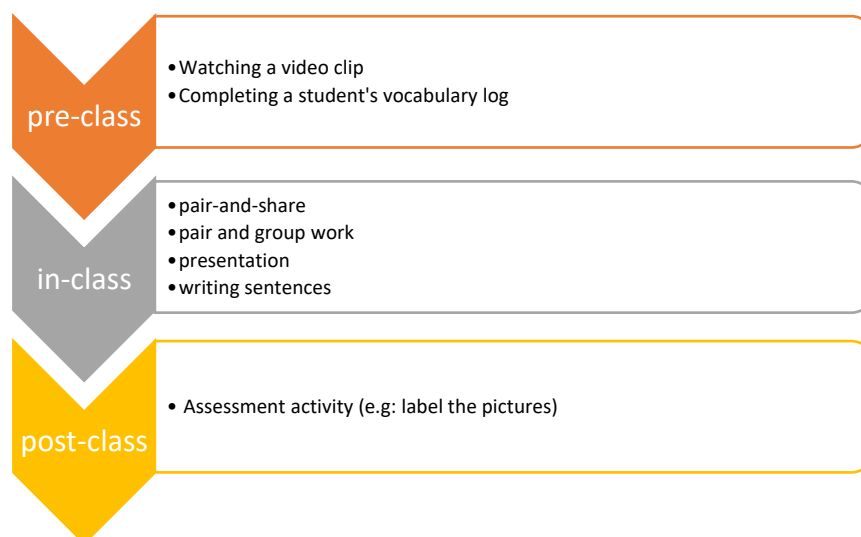 pre-class
•Watching a video clip
•Completing a student's vocabulary log
in-class
•pair-and-share
•pair and group work
•presentation
•writing sentences
post-class
• Assessment activity (e.g: label the pictures)